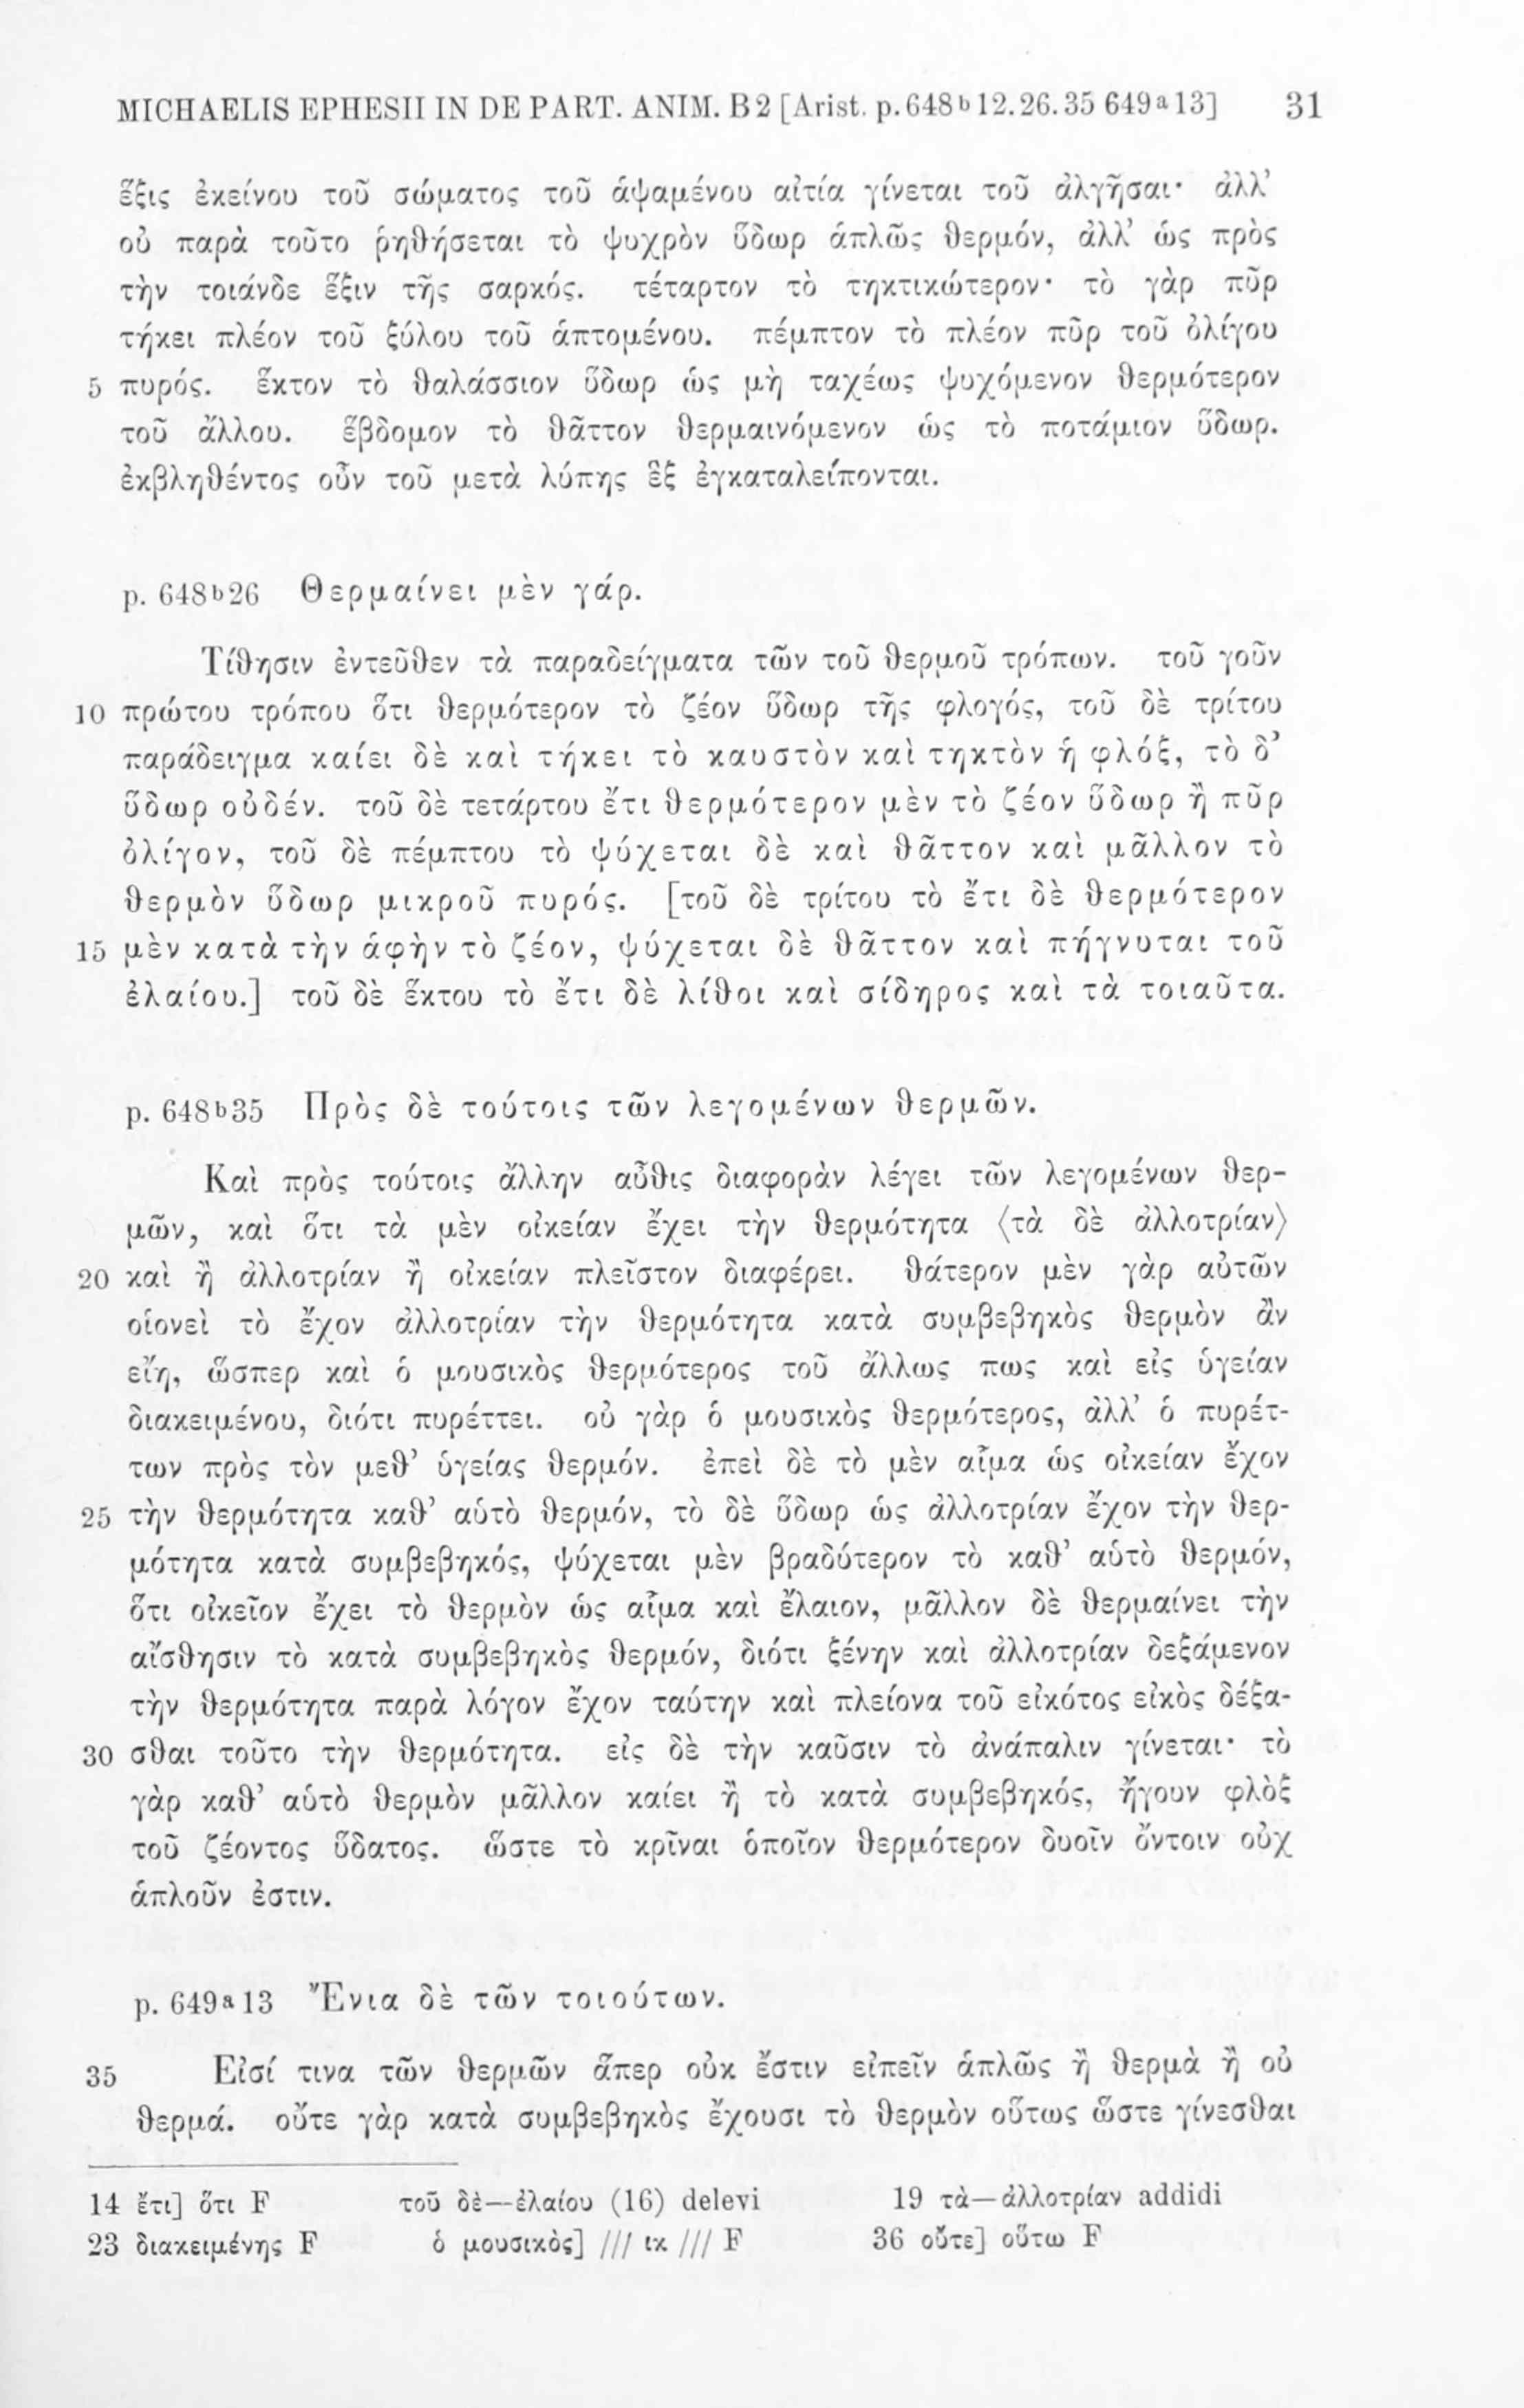 MICHAELIS EPHESII IN DE PART. ANIM. B 2 [Arist. p. 648 b 12. 26. 35 649 a 13] 31
ἕξις ἐκείνου τοῦ σώματος τοῦ ἁψαμένου αἰτία γίνεται τοῦ ἀλγῆσαι· ἀλλ’
οὐ παρὰ τοῦτο ῥηθήσεται τὸ ψυχρὸν ὕδωρ ἁπλῶς θερμόν, ἀλλ’ ὡς πρὸς
τὴν τοιάνδε ἕξιν τῆς σαρκός. τέταρτον τὸ τηκτικώτερον· τὸ γὰρ πῦρ
τήκει πλέον τοῦ ξύλου τοῦ ἁπτομένου. πέμπτον τὸ πλέον πῦρ τοῦ ὀλίγου
5 πυρός. ἕκτον τὸ θαλάσσιον ὕδωρ ὡς μὴ ταχέως ψυχόμενον θερμότερον
τοῦ ἄλλου. ἕβδομον τὸ θᾶττον θερμαινόμενον ὡς τὸ ποτάμιον ὕδωρ.
ἐκβληθέντος οὖν τοῦ μετὰ λύπης ἓξ ἐγκαταλείπονται.
p. 648 b 26 Θερμαίνει μὲν γάρ.
Τίθησιν ἐντεῦθεν τὰ παραδείγματα τῶν τοῦ θερμοῦ τρόπων. τοῦ γοῦν
10 πρώτου τρόπου ὅτι θερμότερον τὸ ζέον ὕδωρ τῆς φλογός, τοῦ δὲ τρίτου
παράδειγμα καίει δὲ καὶ τήκει τὸ καυστὸν καὶ τηκτὸν ἡ φλόξ, τὸ δ’
ὕδωρ οὐδέν. τοῦ δὲ τετάρτου ἔτι θερμότερον μὲν τὸ ζέον ὕδωρ ἢ πῦρ
ὀλίγον, τοῦ δὲ πέμπτου τὸ ψύχεται δὲ καὶ θᾶττον καὶ μᾶλλον τὸ
θερμὸν ὕδωρ μικροῦ πυρός. [τοῦ δὲ τρίτου τὸ ἔτι δὲ θερμότερον
15 μὲν κατὰ τὴν ἁφὴν τὸ ζέον, ψύχεται δὲ θᾶττον καὶ πήγνυται τοῦ
ἐλαίου.] τοῦ δὲ ἕκτου τὸ ἔτι δὲ λίθοι καὶ σίδηρος καὶ τὰ τοιαῦτα.
p. 648 b 35 Πρὸς δὲ τούτοις τῶν λεγομένων θερμῶν.
Καὶ πρὸς τούτοις ἄλλην αὖθις διαφορὰν λέγει τῶν λεγομένων θερ-
μῶν, καὶ ὅτι τὰ μὲν οἰκείαν ἔχει τὴν θερμότητα ⟨τὰ δὲ ἀλλοτρίαν⟩
20 καὶ ἢ ἀλλοτρίαν ἢ οἰκείαν πλεῖστον διαφέρει. θάτερον μὲν γὰρ αὐτῶν
οἱονεὶ τὸ ἔχον ἀλλοτρίαν τὴν θερμότητα κατὰ συμβεβηκὸς θερμὸν ἂν
εἴη, ὥσπερ καὶ ὁ μουσικὸς θερμότερος τοῦ ἄλλως πως καὶ εἰς ὑγείαν
διακειμένου, διότι πυρέττει. οὐ γὰρ ὁ μουσικὸς θερμότερος, ἀλλ’ ὁ πυρέτ-
των πρὸς τὸν μεθ’ ὑγείας θερμόν. ἐπεὶ δὲ τὸ μὲν αἷμα ὡς οἰκείαν ἔχον
25 τὴν θερμότητα καθ’ αὑτὸ θερμόν, τὸ δὲ ὕδωρ ὡς ἀλλοτρίαν ἔχον τὴν θερ-
μότητα κατὰ συμβεβηκός, ψύχεται μὲν βραδύτερον τὸ καθ’ αὑτὸ θερμόν,
ὅτι οἰκεῖον ἔχει τὸ θερμὸν ὡς αἷμα καὶ ἔλαιον, μᾶλλον δὲ θερμαίνει τὴν
αἴσθησιν τὸ κατὰ συμβεβηκὸς θερμόν, διότι ξένην καὶ ἀλλοτρίαν δεξάμενον
τὴν θερμότητα παρὰ λόγον ἔχον ταύτην καὶ πλείονα τοῦ εἰκότος εἰκὸς δέξα-
30 σθαι τοῦτο τὴν θερμότητα. εἰς δὲ τὴν καῦσιν τὸ ἀνάπαλιν γίνεται· τὸ
γὰρ καθ’ αὑτὸ θερμὸν μᾶλλον καίει ἢ τὸ κατὰ συμβεβηκός, ἤγουν φλὸξ
τοῦ ζέοντος ὕδατος. ὥστε τὸ κρῖναι ὁποῖον θερμότερον δυοῖν ὄντοιν οὐχ
ἁπλοῦν ἐστιν.
p. 649 a 13 Ἔνια δὲ τῶν τοιούτων.
35 Εἰσί τινα τῶν θερμῶν ἅπερ οὐκ ἔστιν εἰπεῖν ἁπλῶς ἢ θερμὰ ἢ οὐ
θερμά. οὔτε γὰρ κατὰ συμβεβηκὸς ἔχουσι τὸ θερμὸν οὕτως ὥστε γίνεσθαι
14 ἔτι] ὅτι F τοῦ δὲ—ἐλαίου (16) delevi 19 τὰ—ἀλλοτρίαν addidi
23 διακειμένης F ὁ μουσικὸς] /// ικ /// F 36 οὔτε] οὕτω F